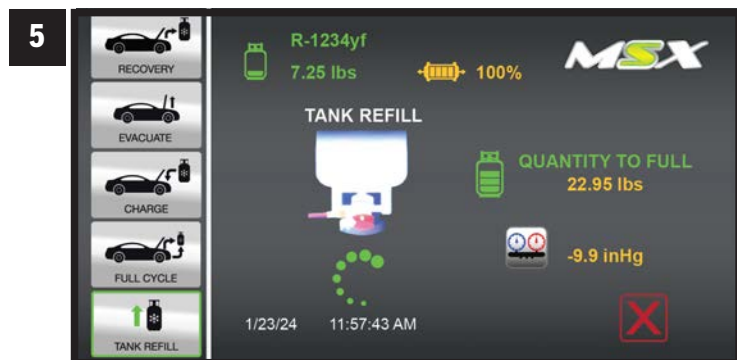 5
RECOVERY
EVACUATE
CHARGE
FULL CYCLE
TANK REFILL
R-1234yf
7.25 lbs
100%
MSX
TANK REFILL
QUANTITY TO FULL
22.95 lbs
-9.9 inHg
1/23/24 11:57:43 AM